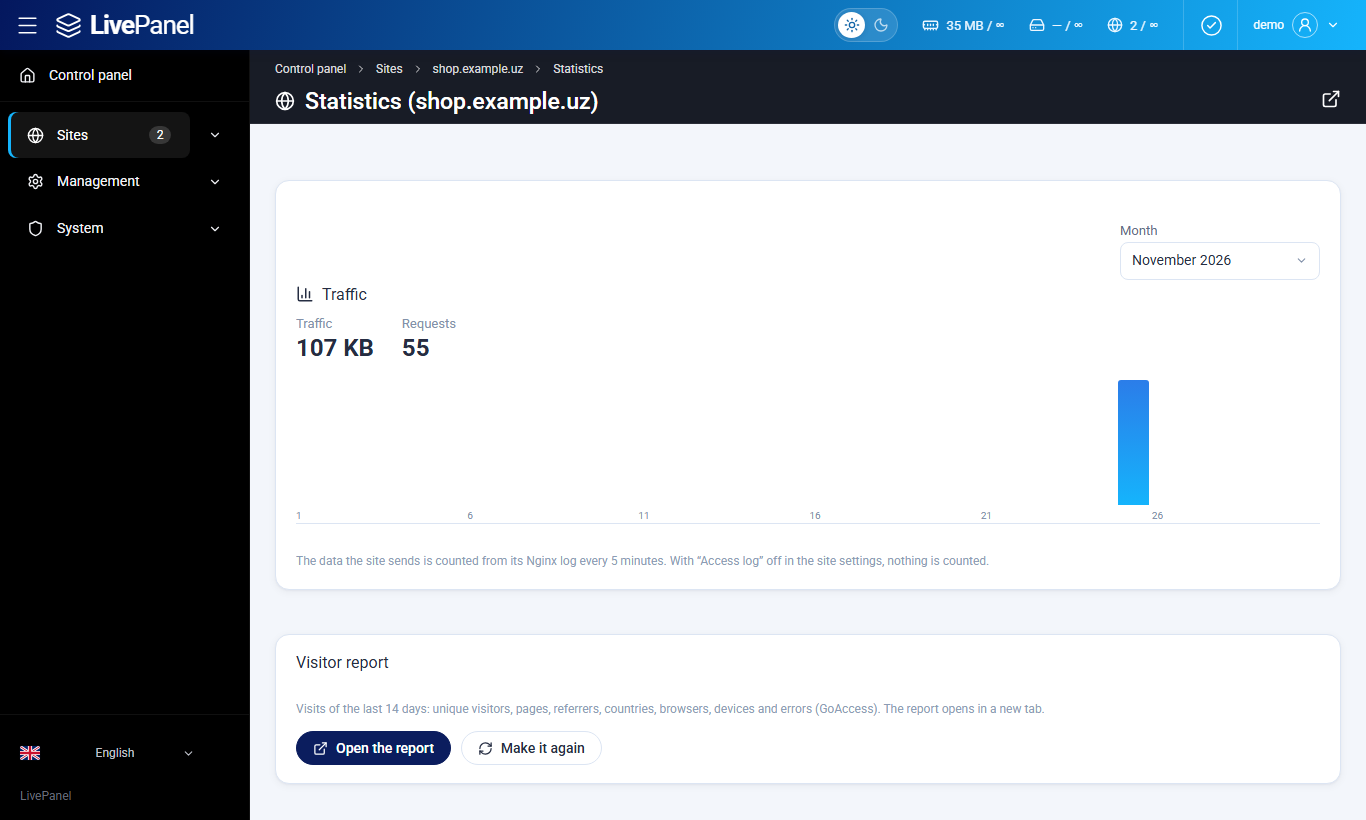 LivePanel
35 MB / ∞
— / ∞
2 / ∞
demo
Control panel
Sites 2
Management
System
English
LivePanel
Control panel > Sites > shop.example.uz > Statistics
Statistics (shop.example.uz)
Month
November 2026
Traffic
Traffic Requests
107 KB 55
1 6 11 16 21 26
The data the site sends is counted from its Nginx log every 5 minutes. With “Access log” off in the site settings, nothing is counted.
Visitor report
Visits of the last 14 days: unique visitors, pages, referrers, countries, browsers, devices and errors (GoAccess). The report opens in a new tab.
Open the report Make it again